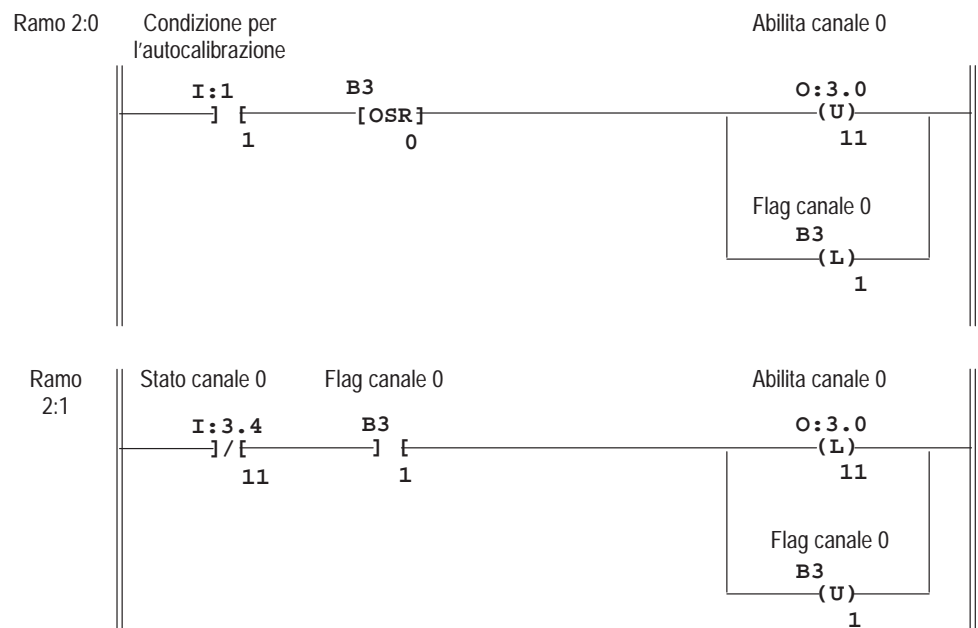 Ramo 2:0 Condizione per Abilita canale 0
l'autocalibrazione
I:1 B3 O:3.0
] [ [OSR] (U)
1 0 11
Flag canale 0
B3
(L)
1
Ramo Stato canale 0 Flag canale 0 Abilita canale 0
2:1
I:3.4 B3 O:3.0
]/[ ] [ (L)
11 1 11
Flag canale 0
B3
(U)
1